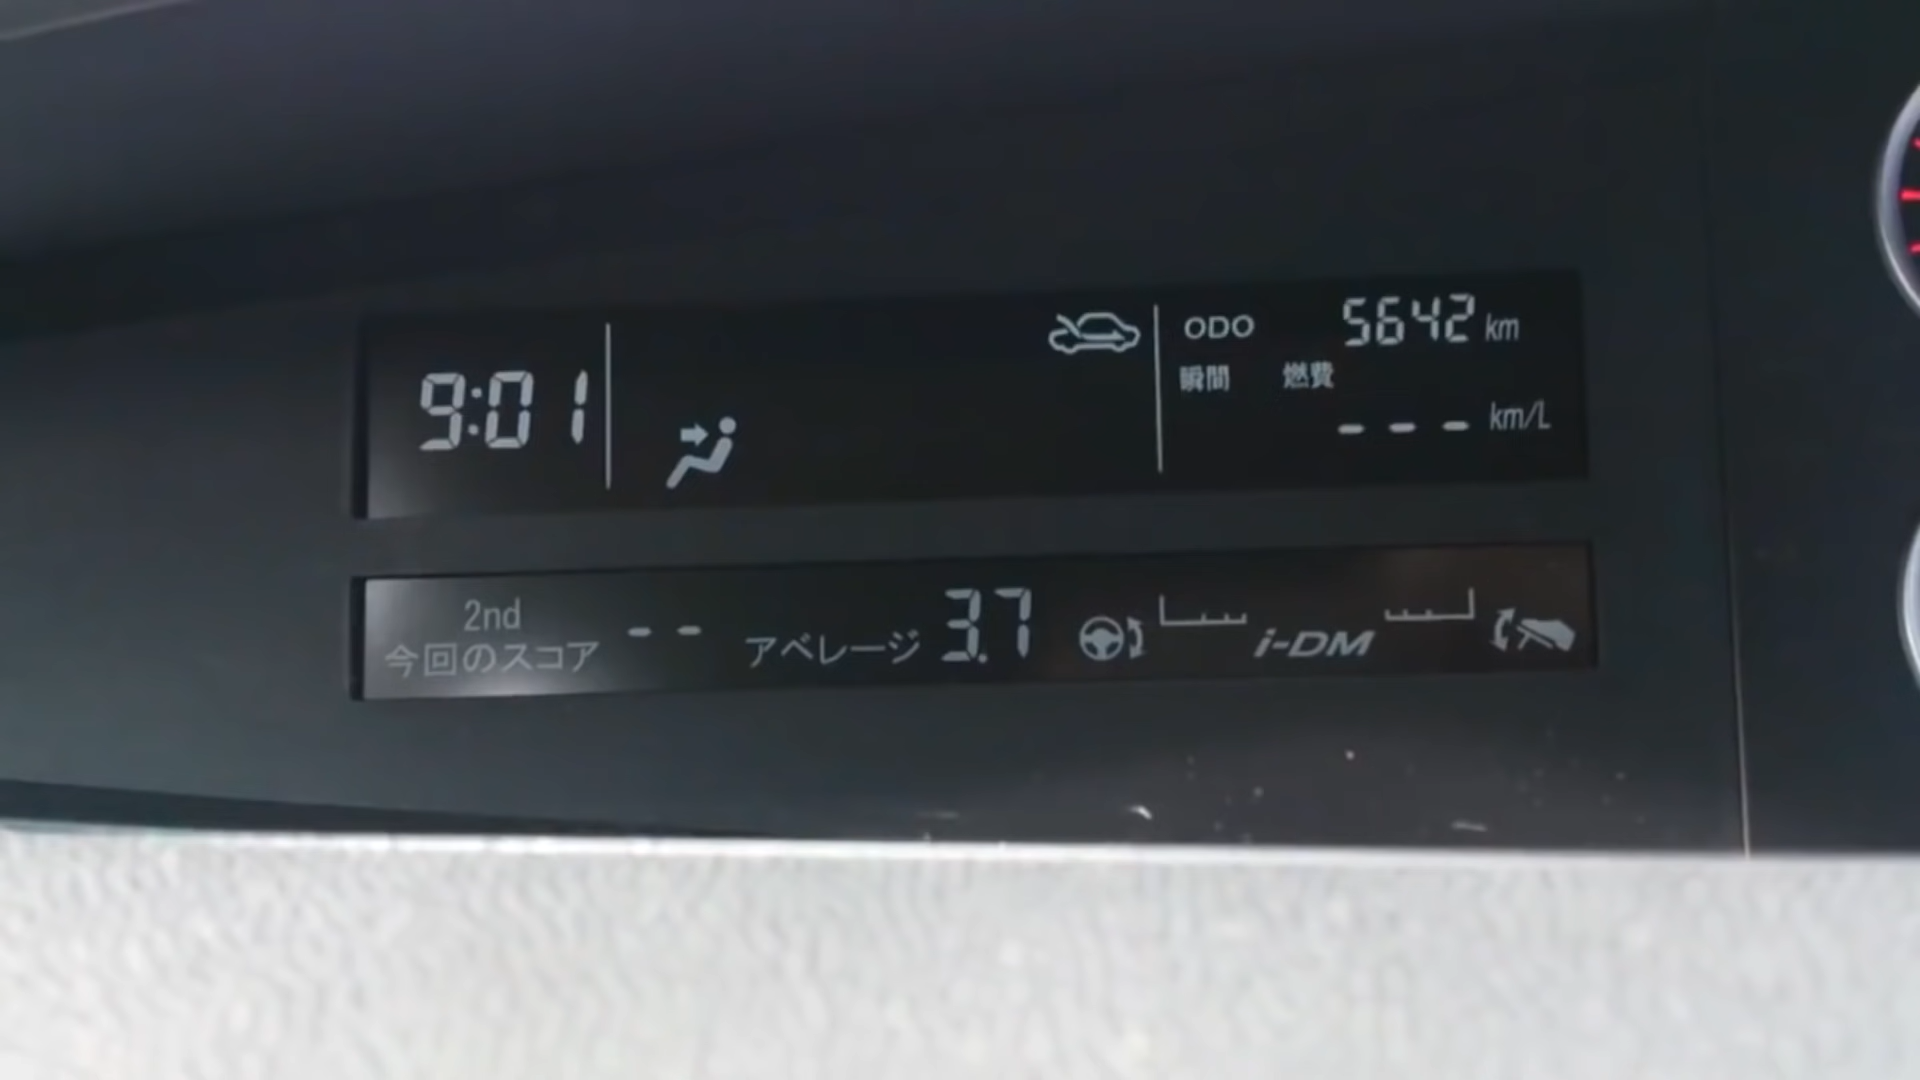 9:01
ODO 5642 km
瞬間 燃費
--- km/L
2nd
今回のスコア -- アベレージ 3.7 i-DM